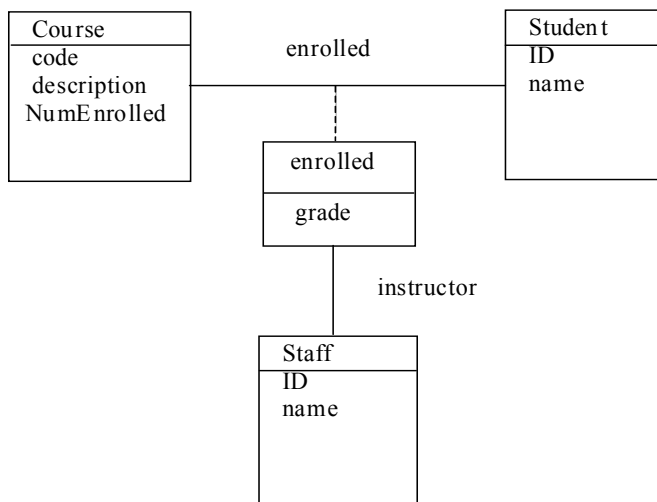 Course
code
description
NumEnrolled
enrolled
Student
ID
name
enrolled
grade
instructor
Staff
ID
name